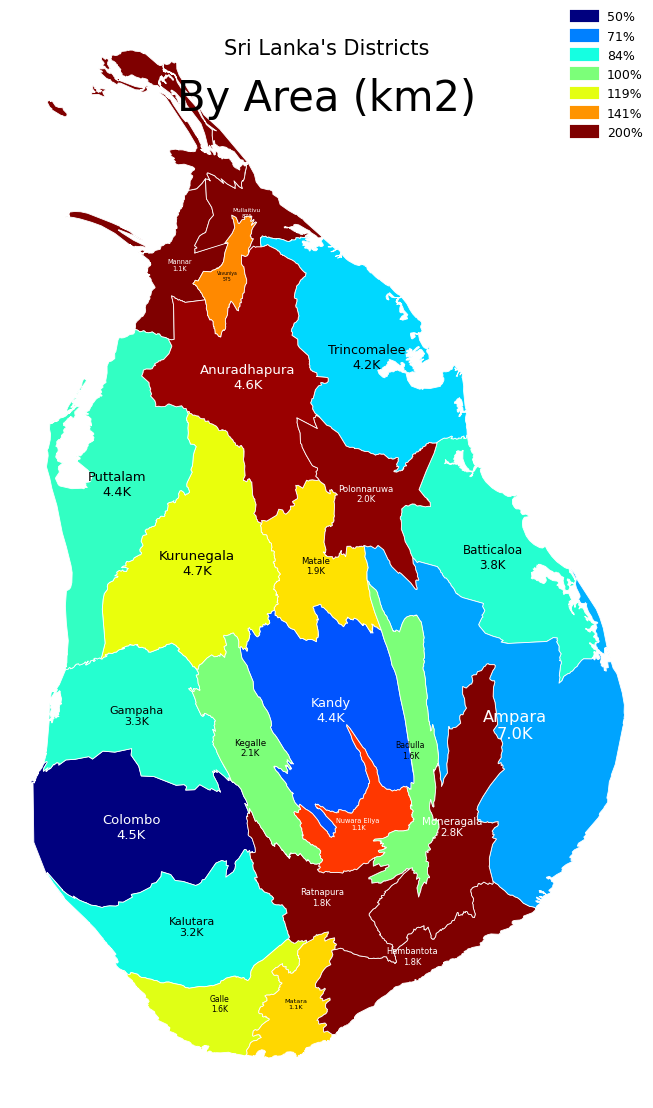 Sri Lanka's Districts
By Area (km2)
50%
71%
84%
100%
119%
141%
200%
Mullaitivu
575
Mannar
1.1K
Vavuniya
575
Trincomalee
4.2K
Anuradhapura
4.6K
Puttalam
4.4K
Polonnaruwa
2.0K
Kurunegala
4.7K
Matale
1.9K
Batticaloa
3.8K
Gampaha
3.3K
Kandy
4.4K
Ampara
7.0K
Kegalle
2.1K
Badulla
1.6K
Colombo
4.5K
Nuwara Eliya
1.1K
Moneragala
2.8K
Ratnapura
1.8K
Kalutara
3.2K
Hambantota
1.8K
Galle
1.6K
Matara
1.1K